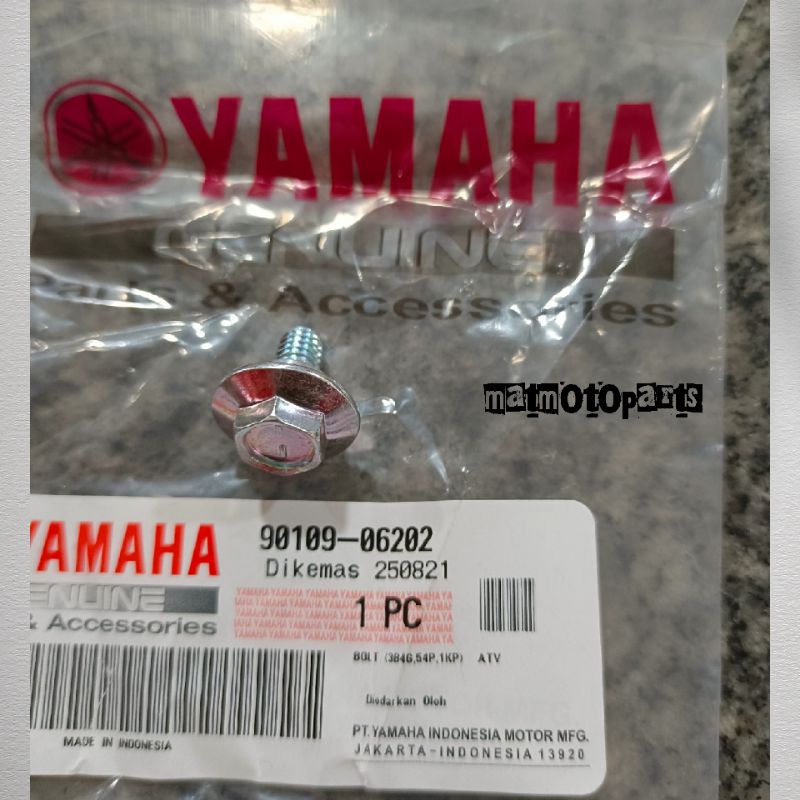 YAMAHA
GENUINE
Parts & Accessories
matmotoparts
YAMAHA
GENUINE
& Accessories
90109-06202
Dikemas 250821
1 PC
BOLT (3B4G,54P,1KP) ATV
Diedarkan Oleh
PT.YAMAHA INDONESIA MOTOR MFG.
JAKARTA-INDONESIA 13920
MADE IN INDONESIA